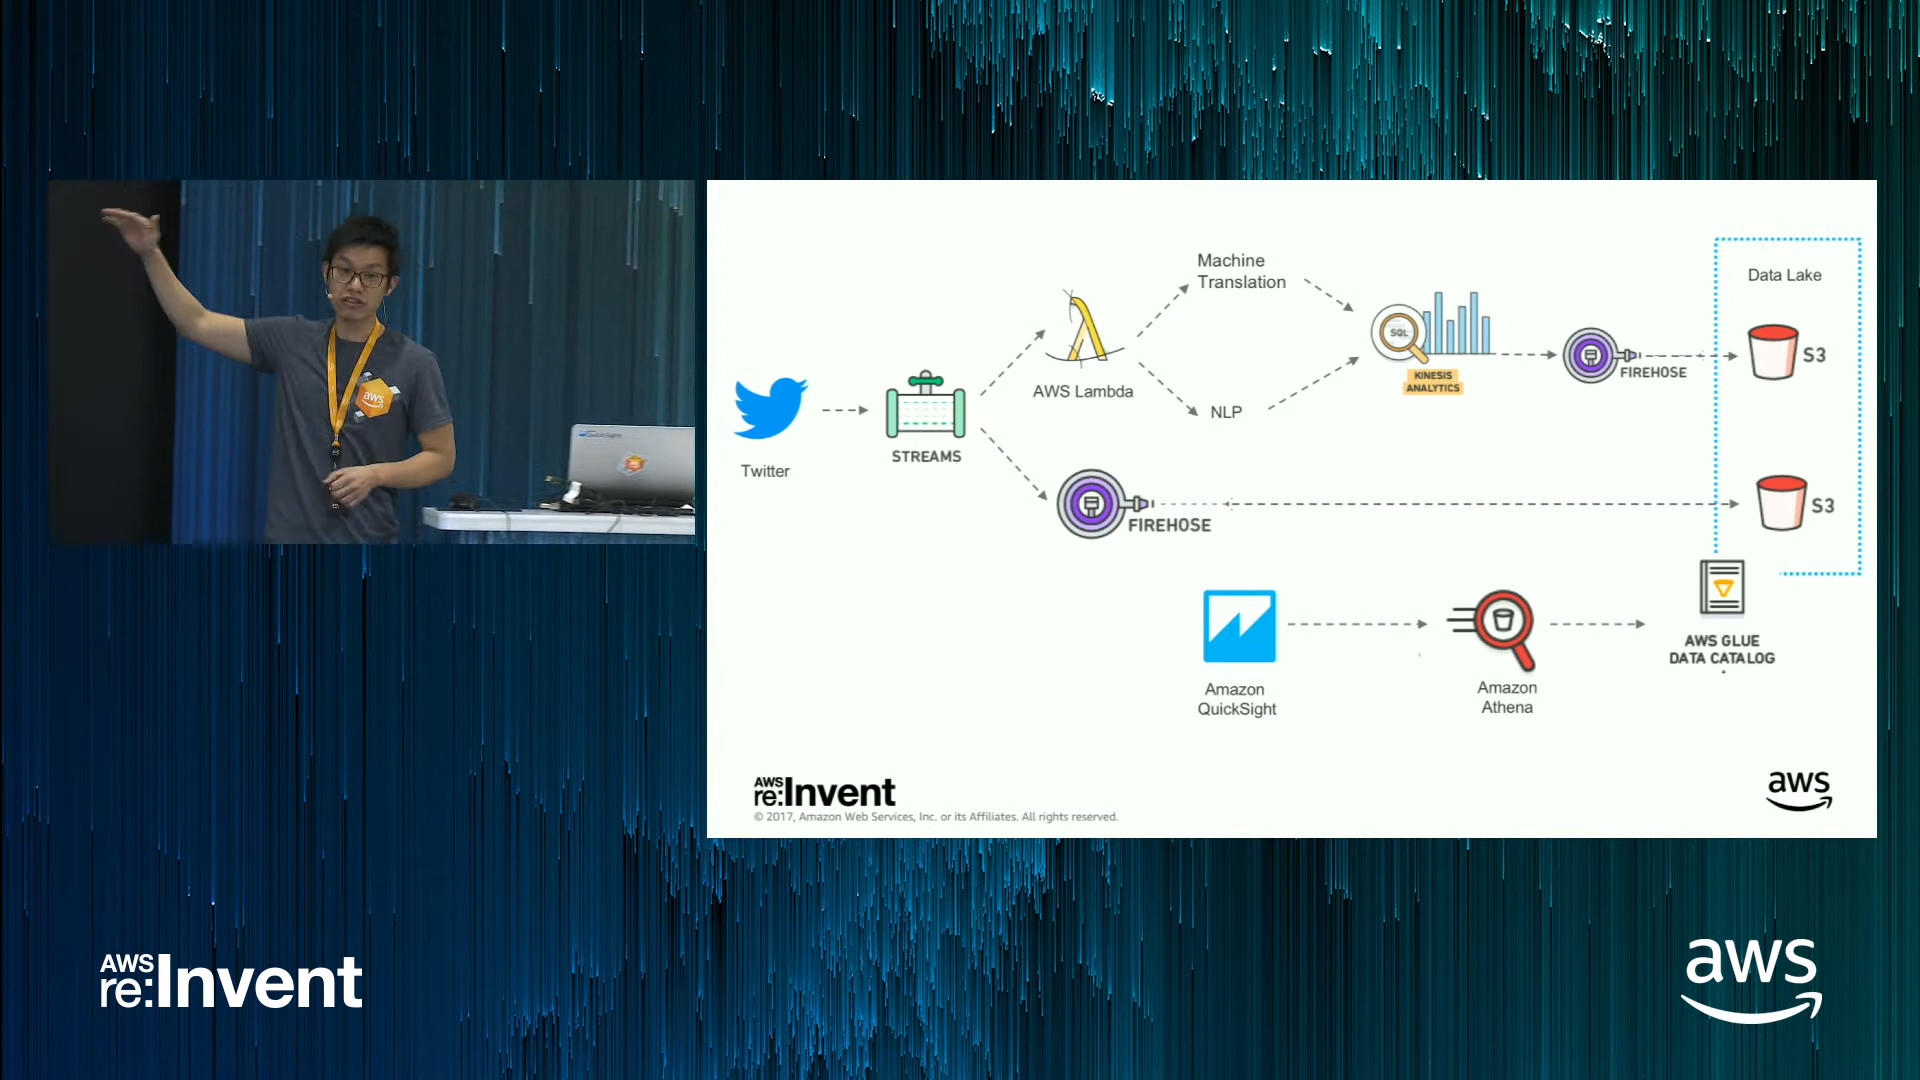 Machine
Translation
Data Lake
SQL
S3
KINESIS
ANALYTICS
FIREHOSE
AWS Lambda
NLP
Twitter
STREAMS
FIREHOSE
S3
AWS GLUE
DATA CATALOG
Amazon
QuickSight
Amazon
Athena
AWS
re:Invent
© 2017, Amazon Web Services, Inc. or its Affiliates. All rights reserved.
aws
aws
QuickSight
AWS
re:Invent
aws